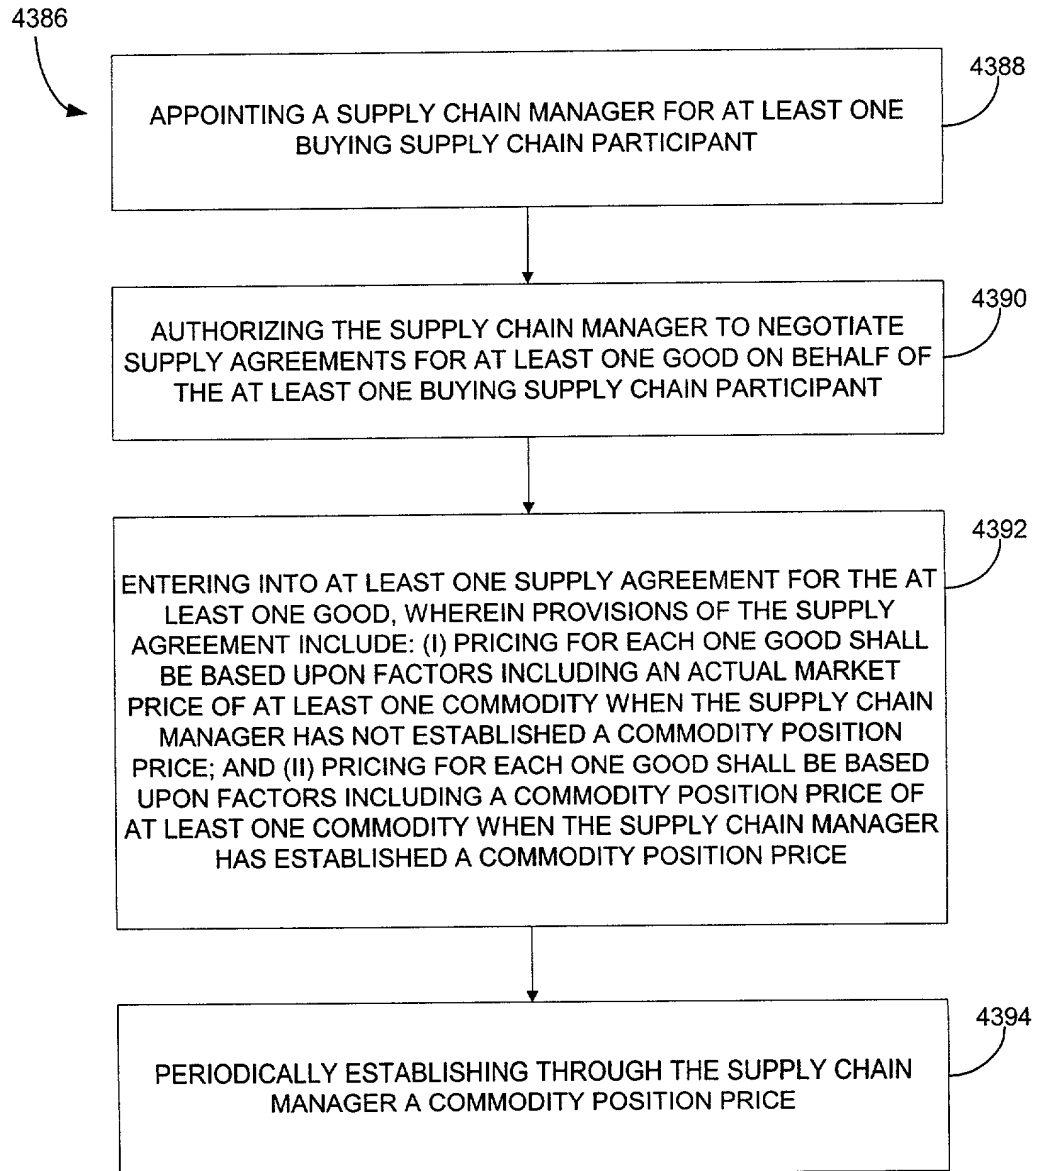 4386
4388
APPOINTING A SUPPLY CHAIN MANAGER FOR AT LEAST ONE
BUYING SUPPLY CHAIN PARTICIPANT
4390
AUTHORIZING THE SUPPLY CHAIN MANAGER TO NEGOTIATE
SUPPLY AGREEMENTS FOR AT LEAST ONE GOOD ON BEHALF OF
THE AT LEAST ONE BUYING SUPPLY CHAIN PARTICIPANT
4392
ENTERING INTO AT LEAST ONE SUPPLY AGREEMENT FOR THE AT
LEAST ONE GOOD, WHEREIN PROVISIONS OF THE SUPPLY
AGREEMENT INCLUDE: (I) PRICING FOR EACH ONE GOOD SHALL
BE BASED UPON FACTORS INCLUDING AN ACTUAL MARKET
PRICE OF AT LEAST ONE COMMODITY WHEN THE SUPPLY CHAIN
MANAGER HAS NOT ESTABLISHED A COMMODITY POSITION
PRICE; AND (II) PRICING FOR EACH ONE GOOD SHALL BE BASED
UPON FACTORS INCLUDING A COMMODITY POSITION PRICE OF
AT LEAST ONE COMMODITY WHEN THE SUPPLY CHAIN MANAGER
HAS ESTABLISHED A COMMODITY POSITION PRICE
4394
PERIODICALLY ESTABLISHING THROUGH THE SUPPLY CHAIN
MANAGER A COMMODITY POSITION PRICE